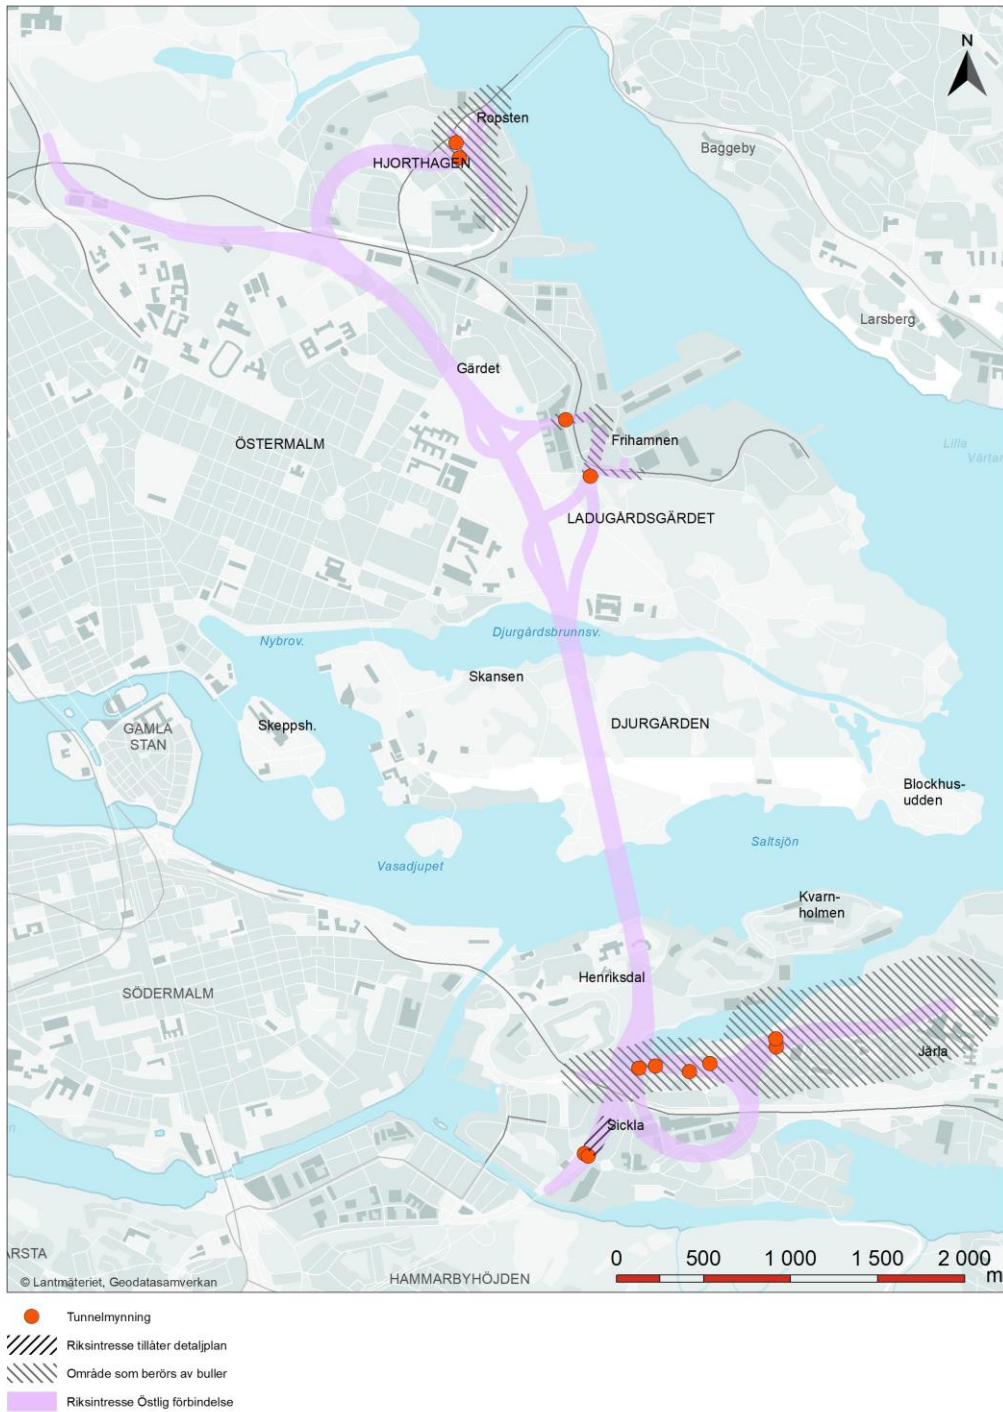 N
Ropsten
Baggeby
HJORTHAGEN
Larsberg
Gärdet
ÖSTERMALM
Frihamnen
Lilla
Värtan
LADUGÅRDSGÄRDET
Nybrov.
Djurgårdsbrunnsv.
Skansen
Skeppsh.
DJURGÅRDEN
GAMLA
STAN
Blockhus-
udden
Saltsjön
Vasadjupet
Kvarn-
holmen
Henriksdal
SÖDERMALM
Järla
Sickla
ARSTA
HAMMARBYHÖJDEN
© Lantmäteriet, Geodatasamverkan
0 500 1 000 1 500 2 000
m
Tunnelmynning
Riksintresse tillåter detaljplan
Område som berörs av buller
Riksintresse Östlig förbindelse